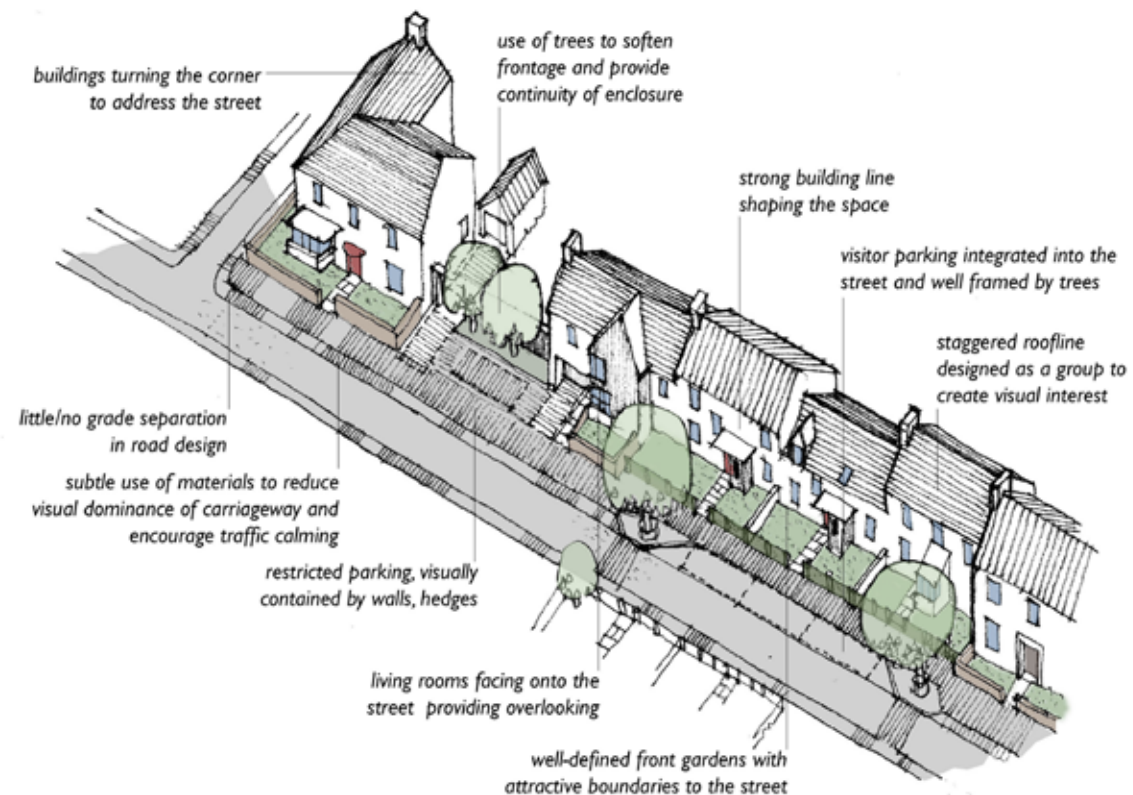 buildings turning the corner
to address the street
use of trees to soften
frontage and provide
continuity of enclosure
strong building line
shaping the space
visitor parking integrated into the
street and well framed by trees
staggered roofline
designed as a group to
create visual interest
little/no grade separation
in road design
subtle use of materials to reduce
visual dominance of carriageway and
encourage traffic calming
restricted parking, visually
contained by walls, hedges
living rooms facing onto the
street providing overlooking
well-defined front gardens with
attractive boundaries to the street